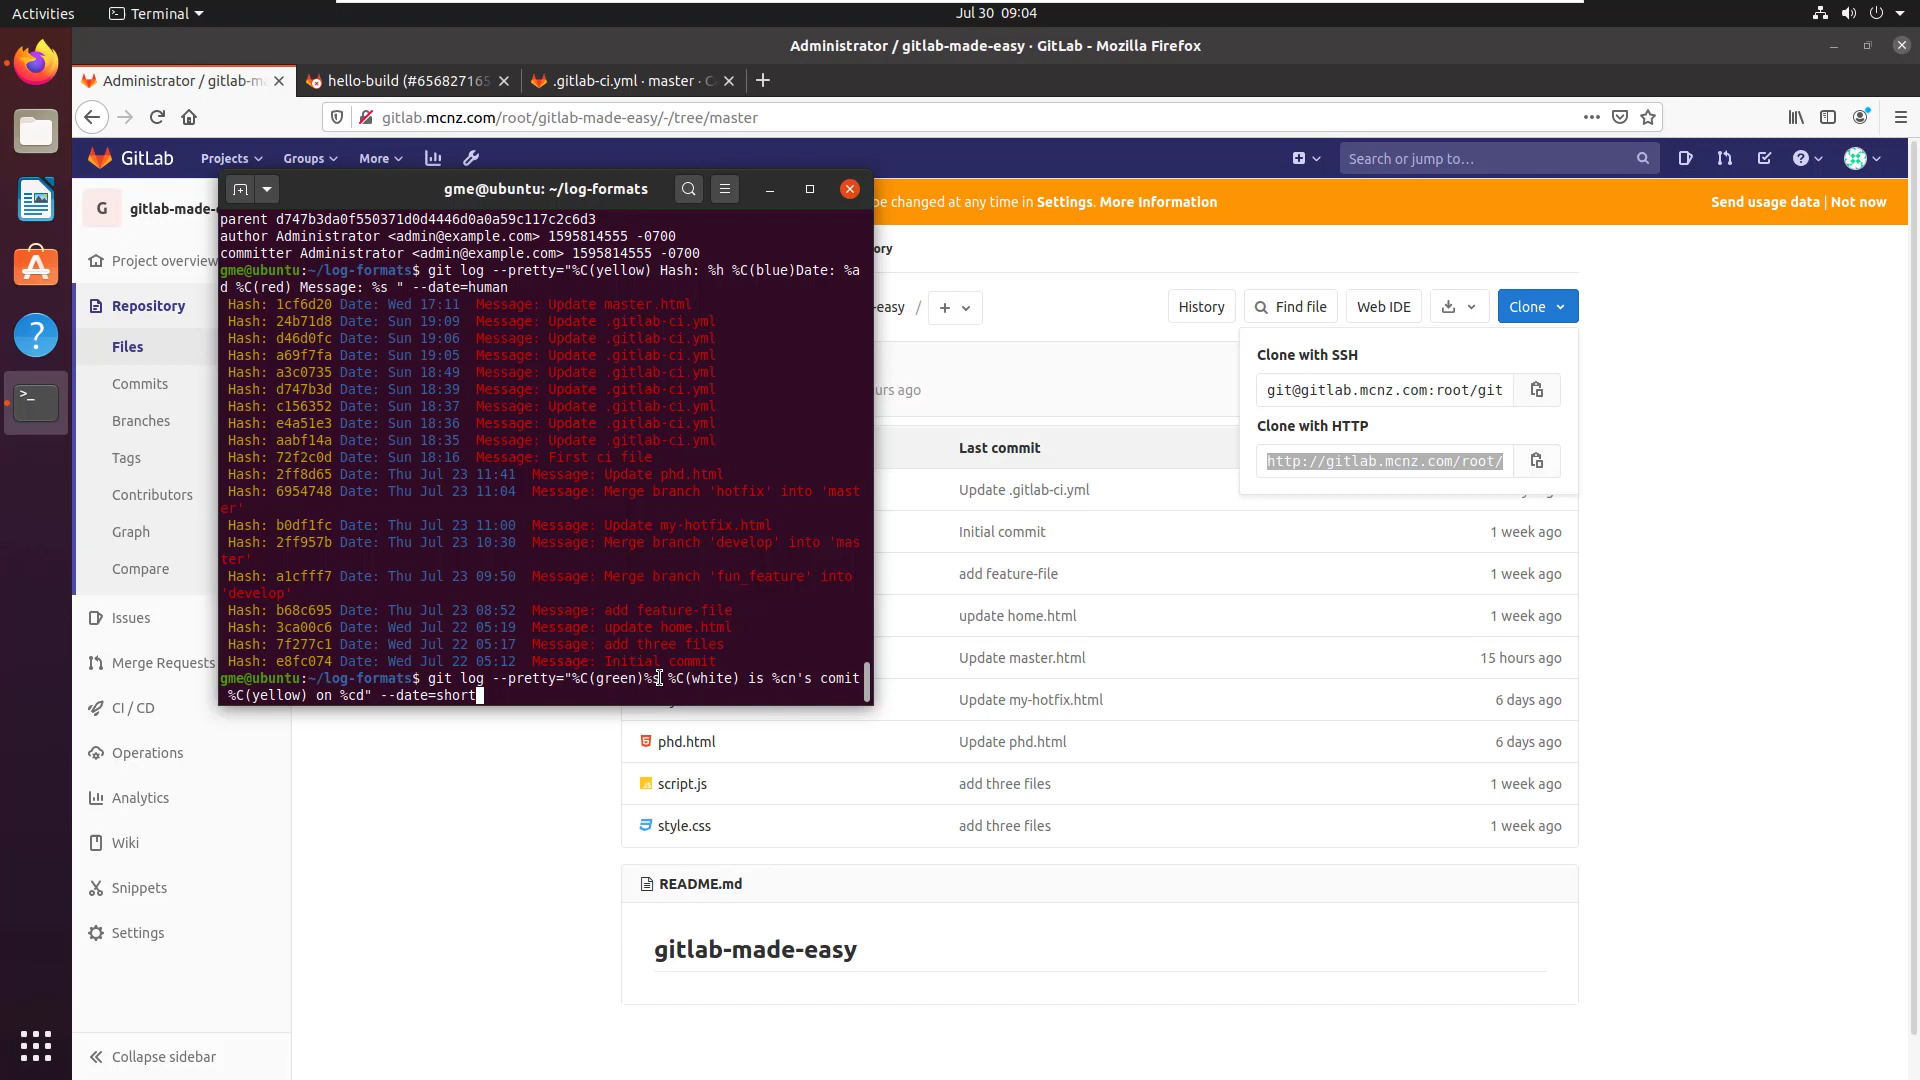 Activities
Terminal
Jul 30 09:04
Administrator / gitlab-made-easy · GitLab - Mozilla Firefox
Administrator / gitlab-m
hello-build (#65682716
.gitlab-ci.yml · master ·
gitlab.mcnz.com/root/gitlab-made-easy/-/tree/master
GitLab
Projects
Groups
More
Search or jump to…
G
gitlab-made-
be changed at any time in Settings. More Information
Send usage data | Not now
gme@ubuntu: ~/log-formats
parent d747b3da0f550371d0d4446d0a0a59c117c2c6d3
author Administrator <admin@example.com> 1595814555 -0700
committer Administrator <admin@example.com> 1595814555 -0700
gme@ubuntu:~/log-formats$ git log --pretty="%C(yellow) Hash: %h %C(blue)Date: %a
d %C(red) Message: %s " --date=human
Hash: 1cf6d20 Date: Wed 17:11 Message: Update master.html
Hash: 24b71d8 Date: Sun 19:09 Message: Update .gitlab-ci.yml
Hash: d46d0fc Date: Sun 19:06 Message: Update .gitlab-ci.yml
Hash: a69f7fa Date: Sun 19:05 Message: Update .gitlab-ci.yml
Hash: a3c0735 Date: Sun 18:49 Message: Update .gitlab-ci.yml
Hash: d747b3d Date: Sun 18:39 Message: Update .gitlab-ci.yml
Hash: c156352 Date: Sun 18:37 Message: Update .gitlab-ci.yml
Hash: e4a51e3 Date: Sun 18:36 Message: Update .gitlab-ci.yml
Hash: aabf14a Date: Sun 18:35 Message: Update .gitlab-ci.yml
Hash: 72f2c0d Date: Sun 18:16 Message: First ci file
Hash: 2ff8d65 Date: Thu Jul 23 11:41 Message: Update phd.html
Hash: 6954748 Date: Thu Jul 23 11:04 Message: Merge branch 'hotfix' into 'mast
er'
Hash: b0df1fc Date: Thu Jul 23 11:00 Message: Update my-hotfix.html
Hash: 2ff957b Date: Thu Jul 23 10:30 Message: Merge branch 'develop' into 'mas
ter'
Hash: a1cfff7 Date: Thu Jul 23 09:50 Message: Merge branch 'fun_feature' into
'develop'
Hash: b68c695 Date: Thu Jul 23 08:52 Message: add feature-file
Hash: 3ca00c6 Date: Wed Jul 22 05:19 Message: update home.html
Hash: 7f277c1 Date: Wed Jul 22 05:17 Message: add three files
Hash: e8fc074 Date: Wed Jul 22 05:12 Message: Initial commit
gme@ubuntu:~/log-formats$ git log --pretty="%C(green)%s %C(white) is %cn's comit
%C(yellow) on %cd" --date=short
Project overview
Repository
Files
Commits
Branches
Tags
Contributors
Graph
Compare
Issues
Merge Requests
CI / CD
Operations
Analytics
Wiki
Snippets
Settings
Collapse sidebar
ory
-easy /
History
Find file
Web IDE
Clone
Clone with SSH
git@gitlab.mcnz.com:root/git
Clone with HTTP
http://gitlab.mcnz.com/root/
urs ago
Last commit
Update .gitlab-ci.yml
Initial commit
1 week ago
add feature-file
1 week ago
update home.html
1 week ago
Update master.html
15 hours ago
Update my-hotfix.html
6 days ago
phd.html
Update phd.html
6 days ago
script.js
add three files
1 week ago
style.css
add three files
1 week ago
README.md
gitlab-made-easy